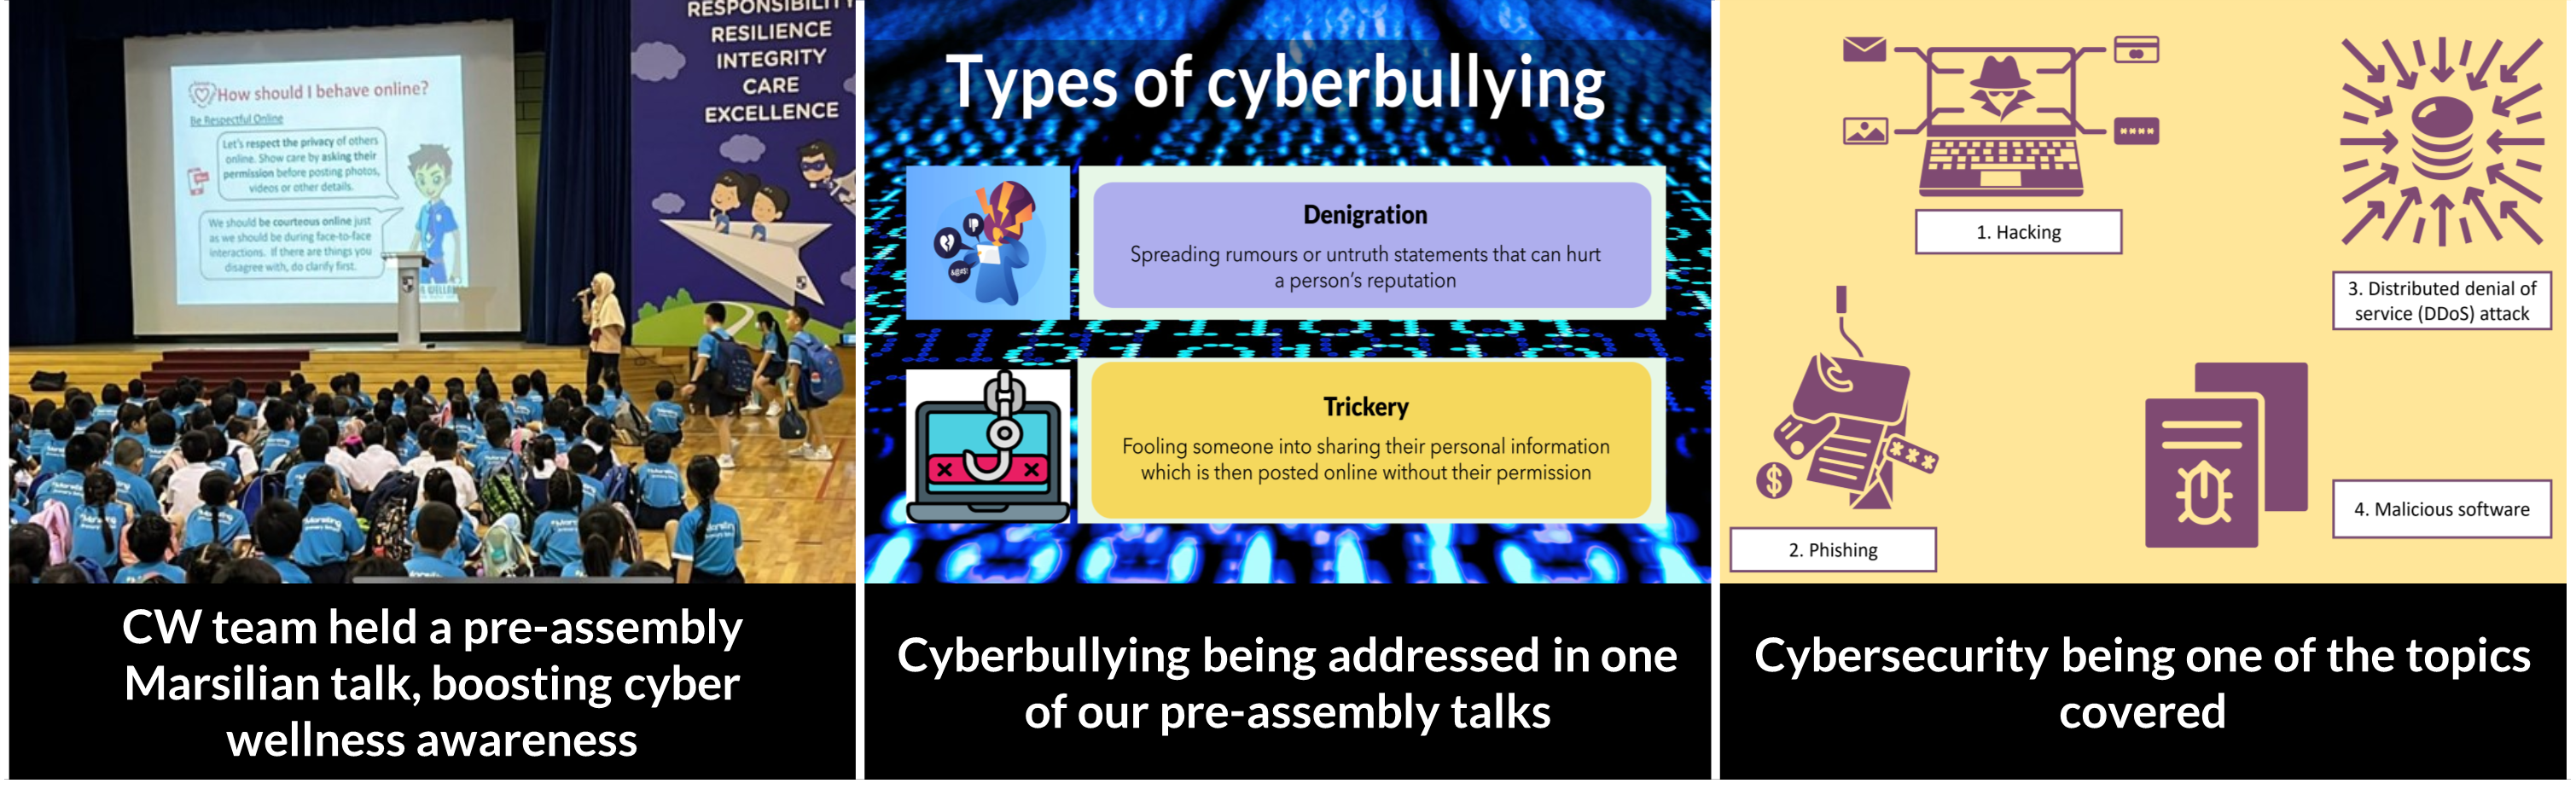 RESPONSIBILITY
RESILIENCE
INTEGRITY
CARE
EXCELLENCE
How should I behave online?
Be Respectful Online
Let's respect the privacy of others
online. Show care by asking their
permission before posting photos,
videos or other details.
We should be courteous online just
as we should be during face-to-face
interactions. If there are things you
disagree with, do clarify first.
CW team held a pre-assembly
Marsilian talk, boosting cyber
wellness awareness
Types of cyberbullying
Denigration
Spreading rumours or untruth statements that can hurt
a person's reputation
Trickery
Fooling someone into sharing their personal information
which is then posted online without their permission
Cyberbullying being addressed in one
of our pre-assembly talks
1. Hacking
3. Distributed denial of
service (DDoS) attack
2. Phishing
4. Malicious software
Cybersecurity being one of the topics
covered